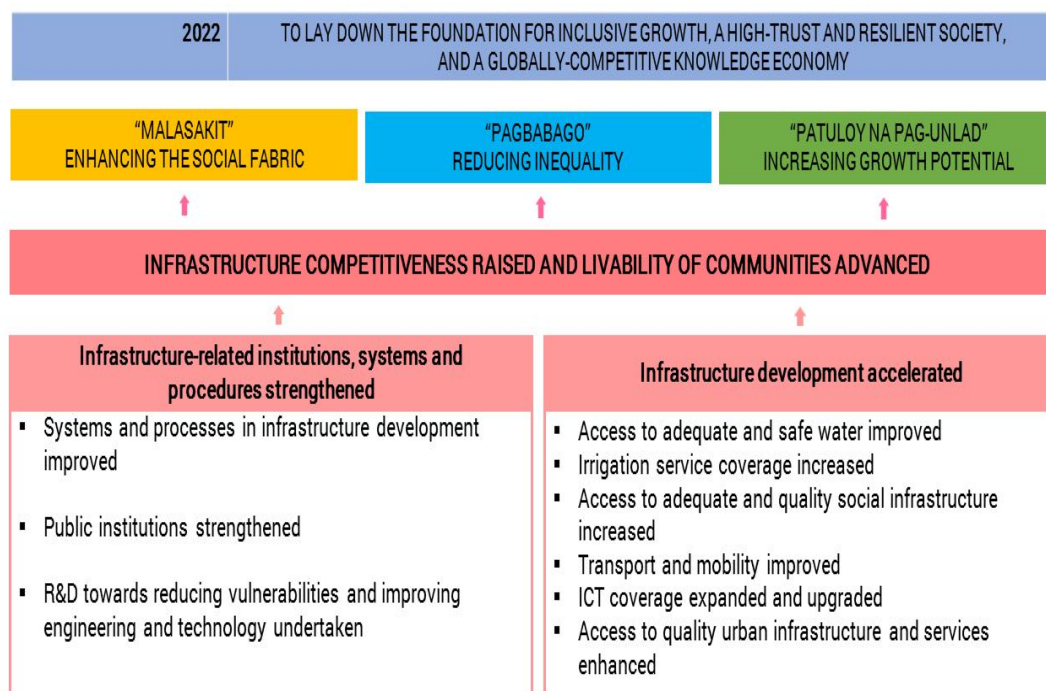 2022
TO LAY DOWN THE FOUNDATION FOR INCLUSIVE GROWTH, A HIGH-TRUST AND RESILIENT SOCIETY,
AND A GLOBALLY-COMPETITIVE KNOWLEDGE ECONOMY
“MALASAKIT”
ENHANCING THE SOCIAL FABRIC
“PAGBABAGO”
REDUCING INEQUALITY
“PATULOY NA PAG-UNLAD”
INCREASING GROWTH POTENTIAL
INFRASTRUCTURE COMPETITIVENESS RAISED AND LIVABILITY OF COMMUNITIES ADVANCED
Infrastructure-related institutions, systems and
procedures strengthened
▪ Systems and processes in infrastructure development
improved
▪ Public institutions strengthened
▪ R&D towards reducing vulnerabilities and improving
engineering and technology undertaken
Infrastructure development accelerated
▪ Access to adequate and safe water improved
▪ Irrigation service coverage increased
▪ Access to adequate and quality social infrastructure
increased
▪ Transport and mobility improved
▪ ICT coverage expanded and upgraded
▪ Access to quality urban infrastructure and services
enhanced